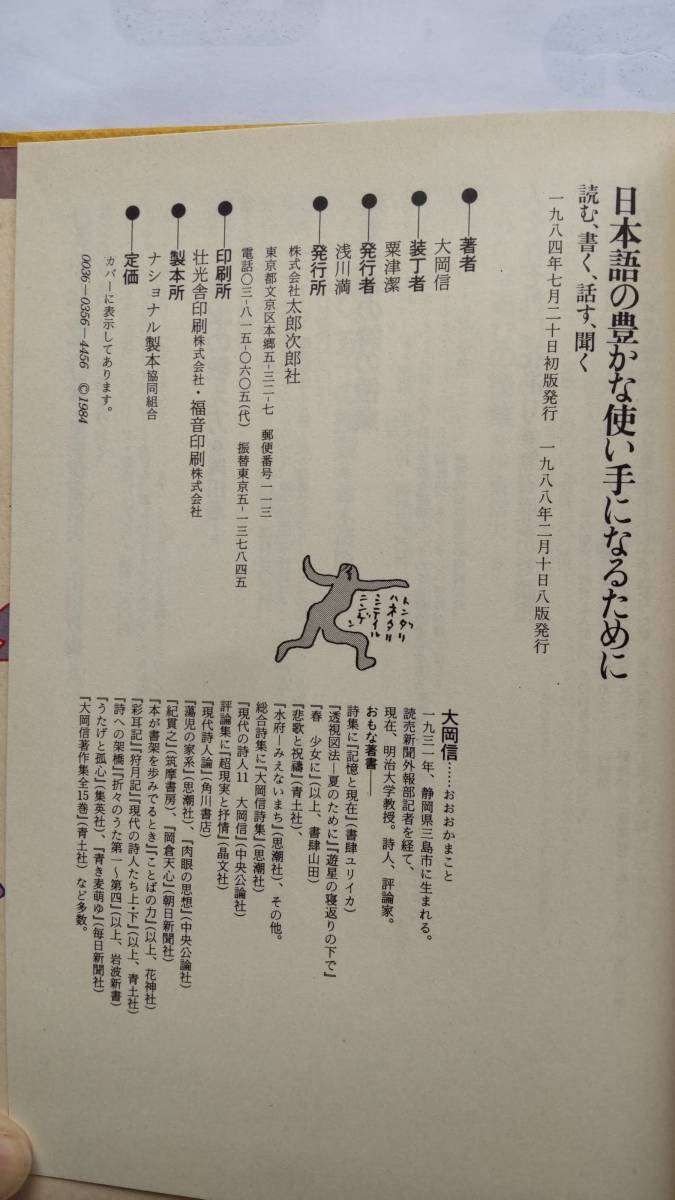 日本語の豊かな使い手になるために
読む、書く、話す、聞く
一九八四年七月二十日初版発行　一九八八年二月十日八版発行
●著者
大岡信
●装丁者
粟津潔
●発行者
浅川満
●発行所
株式会社太郎次郎社
東京都文京区本郷五-三二-七　郵便番号一一三
電話〇三-八一五-〇六〇五(代)　振替東京五-一三七八四五
●印刷所
壮光舎印刷株式会社・福音印刷株式会社
●製本所
ナショナル製本協同組合
●定価
カバーに表示してあります。
0036-0356-4456 ©1984
トンダリ
ハネタリ
ニンゲン
大岡信……おおおかまこと
一九三一年、静岡県三島市に生まれる。
読売新聞外報部記者を経て、
現在、明治大学教授。詩人、評論家。
おもな著書――
詩集に『記憶と現在』(書肆ユリイカ)
『透視図法―夏のために』『遊星の寝返りの下で』
『春　少女に』(以上、書肆山田)
『悲歌と祝禱』(青土社)、
『水府―みえないまち』(思潮社)、その他。
総合詩集に『大岡信詩集』(思潮社)
『現代の詩人11　大岡信』(中央公論社)
評論集に『超現実と抒情』(晶文社)
『現代詩人論』(角川書店)
『蕩児の家系』(思潮社)、『肉眼の思想』(中央公論社)
『紀貫之』(筑摩書房)、『岡倉天心』(朝日新聞社)
『本が書架を歩みでるとき』『ことばの力』(以上、花神社)
『彩耳記』『狩月記』『現代の詩人たち上・下』(以上、青土社)
『詩への架橋』『折々のうた第一〜第四』(以上、岩波新書)
『うたげと孤心』(集英社)、『青き麦萌ゆ』(毎日新聞社)
『大岡信著作集全15巻』(青土社)など多数。